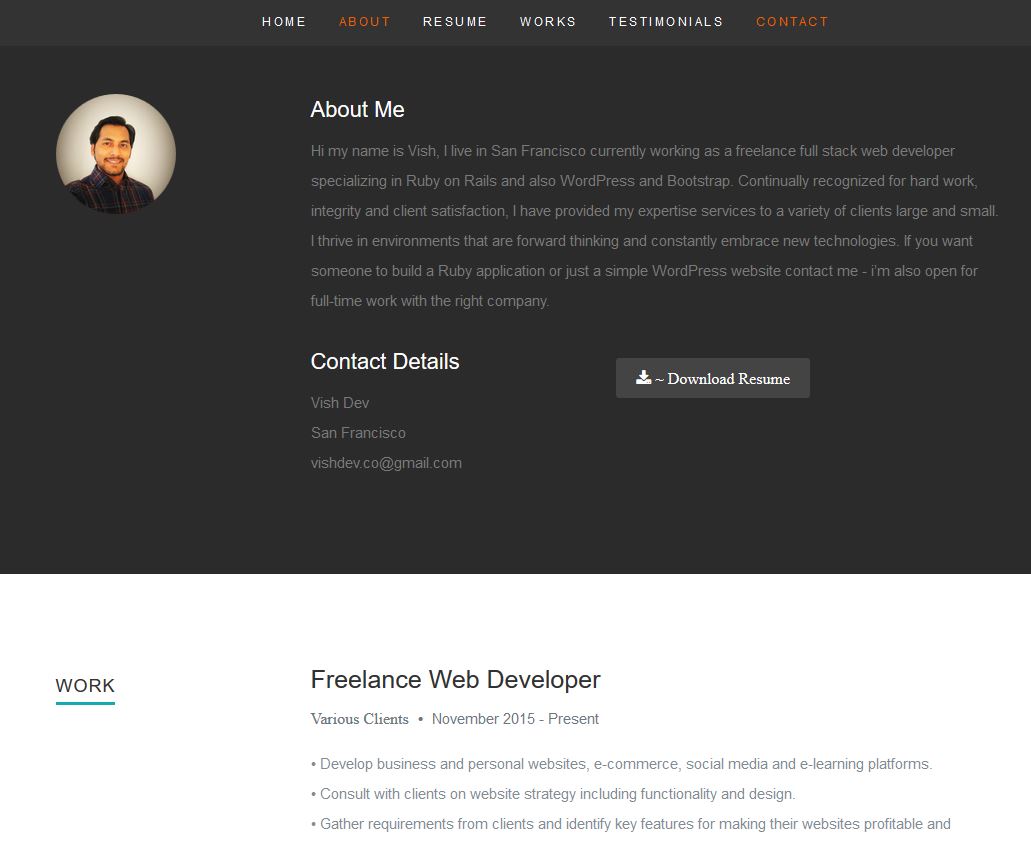 HOME ABOUT RESUME WORKS TESTIMONIALS CONTACT
About Me
Hi my name is Vish, I live in San Francisco currently working as a freelance full stack web developer
specializing in Ruby on Rails and also WordPress and Bootstrap. Continually recognized for hard work,
integrity and client satisfaction, I have provided my expertise services to a variety of clients large and small.
I thrive in environments that are forward thinking and constantly embrace new technologies. If you want
someone to build a Ruby application or just a simple WordPress website contact me - i'm also open for
full-time work with the right company.
Contact Details
~ Download Resume
Vish Dev
San Francisco
vishdev.co@gmail.com
WORK
Freelance Web Developer
Various Clients • November 2015 - Present
• Develop business and personal websites, e-commerce, social media and e-learning platforms.
• Consult with clients on website strategy including functionality and design.
• Gather requirements from clients and identify key features for making their websites profitable and